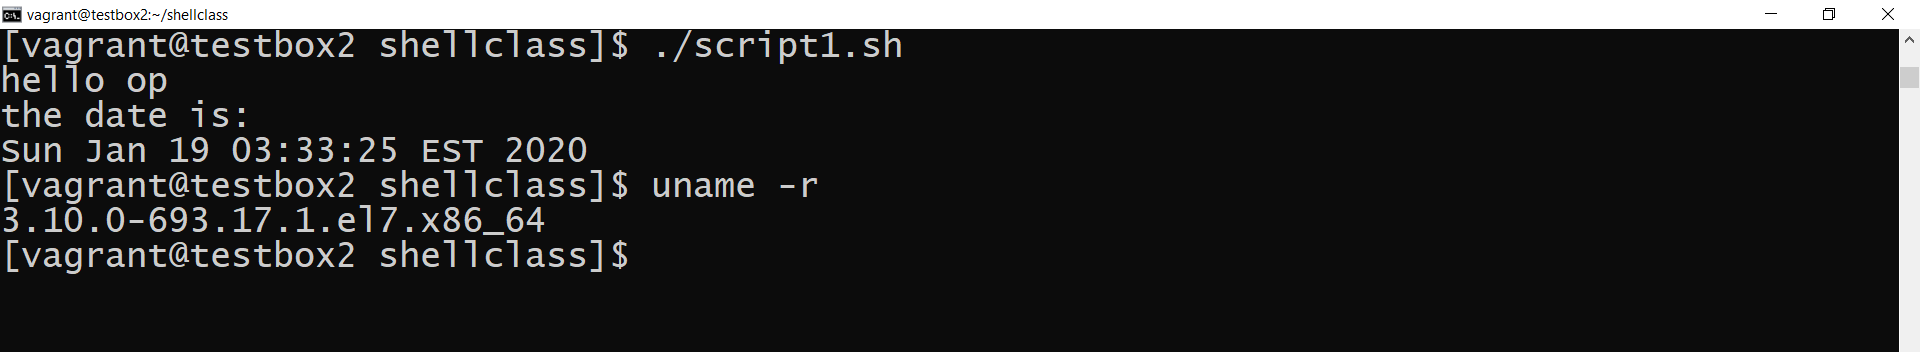 vagrant@testbox2:~/shellclass
[vagrant@testbox2 shellclass]$ ./script1.sh
hello op
the date is:
Sun Jan 19 03:33:25 EST 2020
[vagrant@testbox2 shellclass]$ uname -r
3.10.0-693.17.1.el7.x86_64
[vagrant@testbox2 shellclass]$